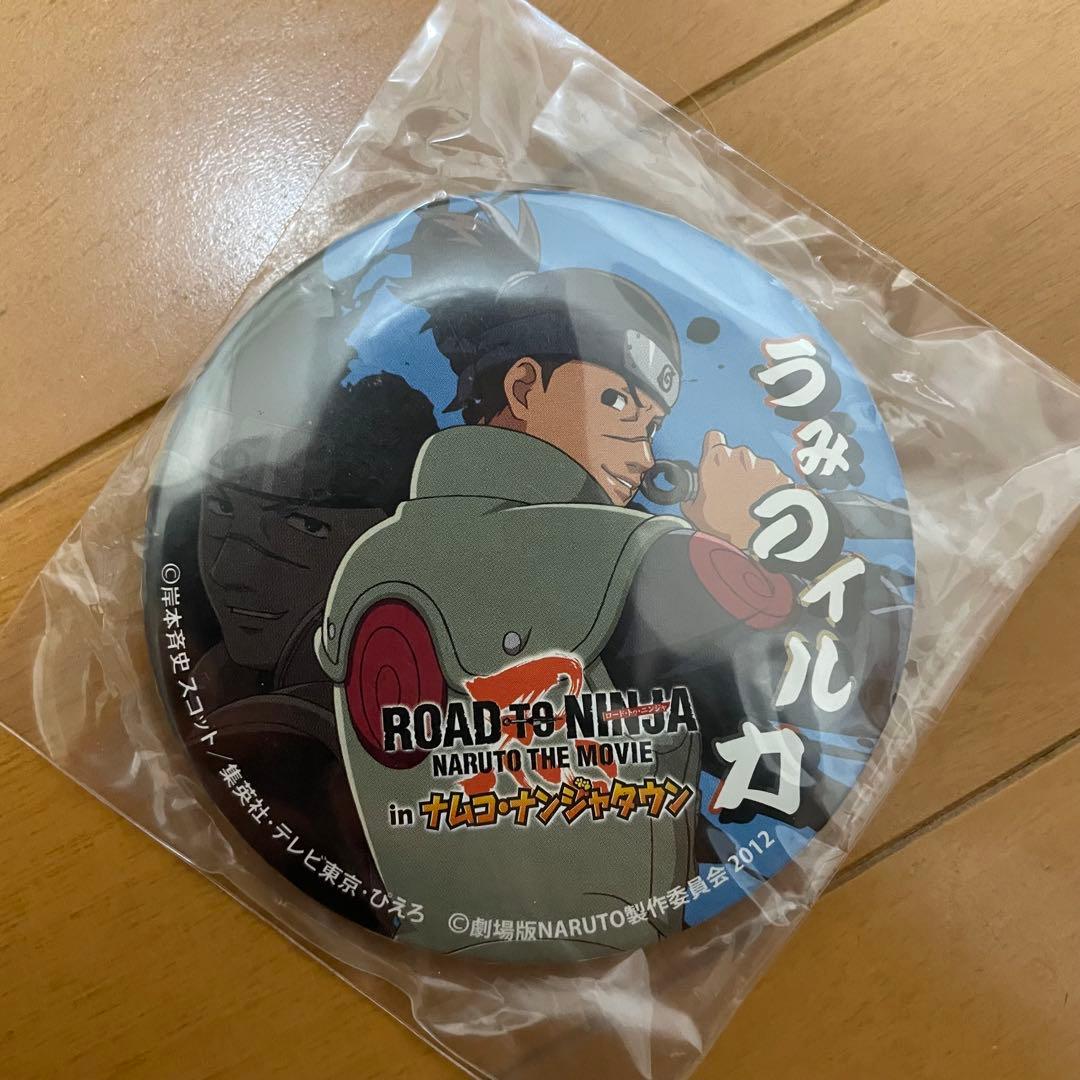 うみのイルカ
ROAD TO NINJA
ロード・トゥ・ニンジャ
NARUTO THE MOVIE
in ナムコ・ナンジャタウン
©岸本斉史 スコット/集英社・テレビ東京・ぴえろ
©劇場版NARUTO製作委員会 2012